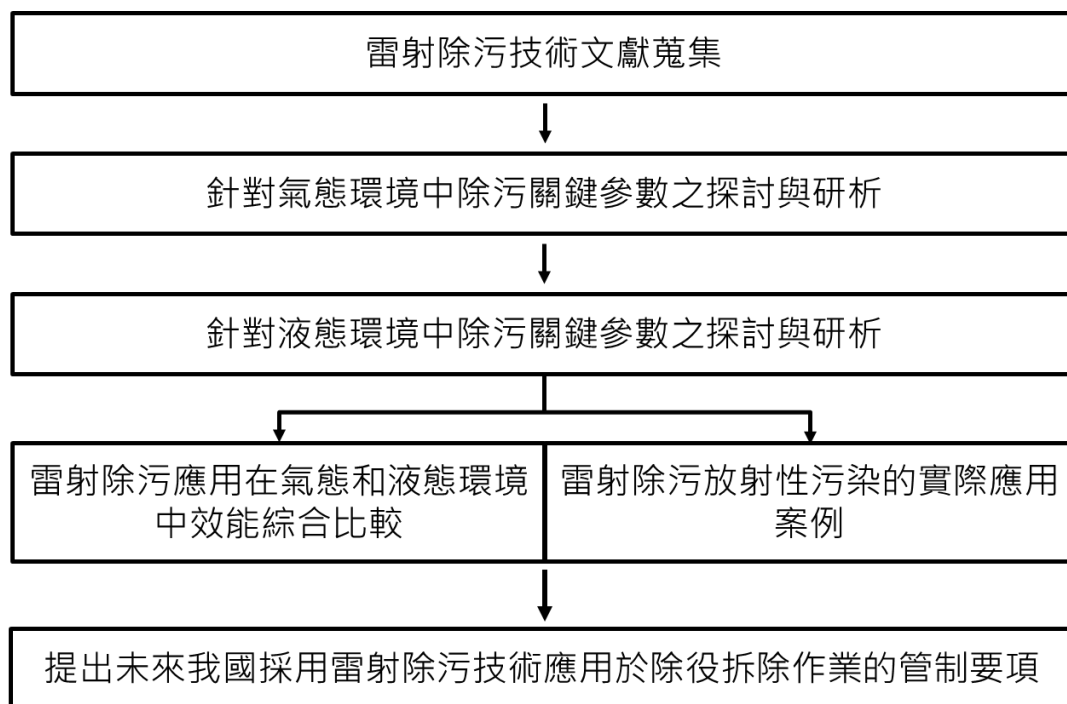 雷射除污技術文獻蒐集
針對氣態環境中除污關鍵參數之探討與研析
針對液態環境中除污關鍵參數之探討與研析
雷射除污應用在氣態和液態環境
中效能綜合比較
雷射除污放射性污染的實際應用
案例
提出未來我國採用雷射除污技術應用於除役拆除作業的管制要項